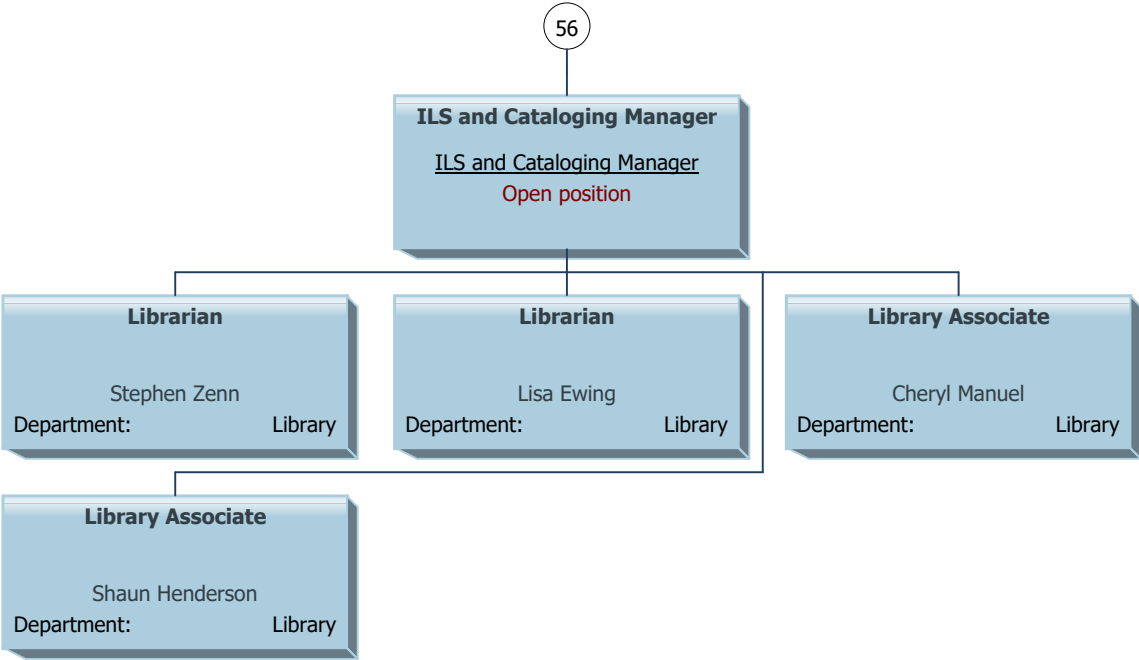 56
ILS and Cataloging Manager
ILS and Cataloging Manager
Open position
Librarian
Stephen Zenn
Department: Library
Librarian
Lisa Ewing
Department: Library
Library Associate
Cheryl Manuel
Department: Library
Library Associate
Shaun Henderson
Department: Library